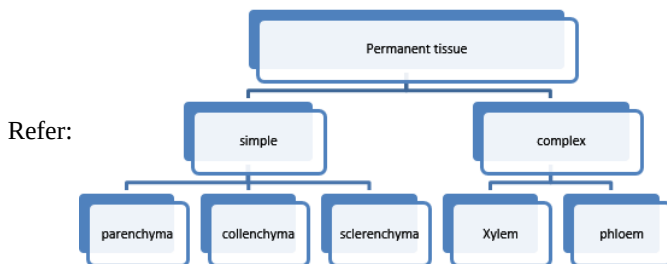 Permanent tissue
Refer:
simple
complex
parenchyma
collenchyma
sclerenchyma
Xylem
phloem